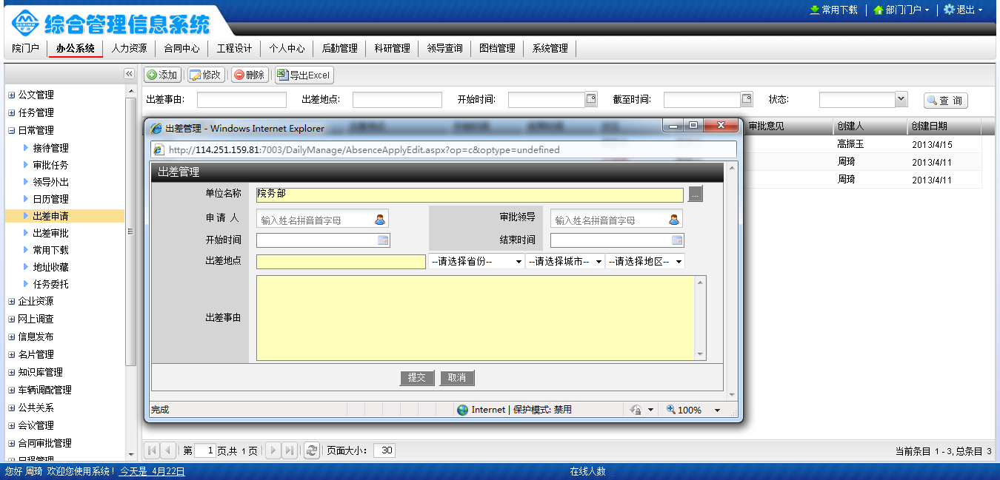 常用下载 部门门户 退出
综合管理信息系统
院门户 办公系统 人力资源 合同中心 工程设计 个人中心 后勤管理 科研管理 领导查询 图档管理 系统管理
添加 修改 删除 导出Excel
出差事由: 出差地点: 开始时间: 截至时间: 状态: 查 询
公文管理
任务管理
日常管理
接待管理
审批任务
领导外出
日历管理
出差申请
出差审批
常用下载
地址收藏
任务委托
企业资源
网上调查
信息发布
名片管理
知识库管理
车辆调配管理
公共关系
会议管理
合同审批管理
日程管理
审批意见 创建人 创建日期
高振玉 2013/4/15
周琦 2013/4/11
周琦 2013/4/11
出差管理 - Windows Internet Explorer
http://114.251.159.81:7003/DailyManage/AbsenceApplyEdit.aspx?op=c&optype=undefined
出差管理
单位名称 院务部 ...
申 请 人 输入姓名拼音首字母 审批领导 输入姓名拼音首字母
开始时间 结束时间
出差地点 --请选择省份-- --请选择城市-- --请选择地区--
出差事由
提交 取消
完成 Internet | 保护模式: 禁用 100%
第 1 页,共 1 页 页面大小: 30 当前条目 1 - 3, 总条目 3
您好 周琦 欢迎您使用系统! 今天是 4月22日 在线人数